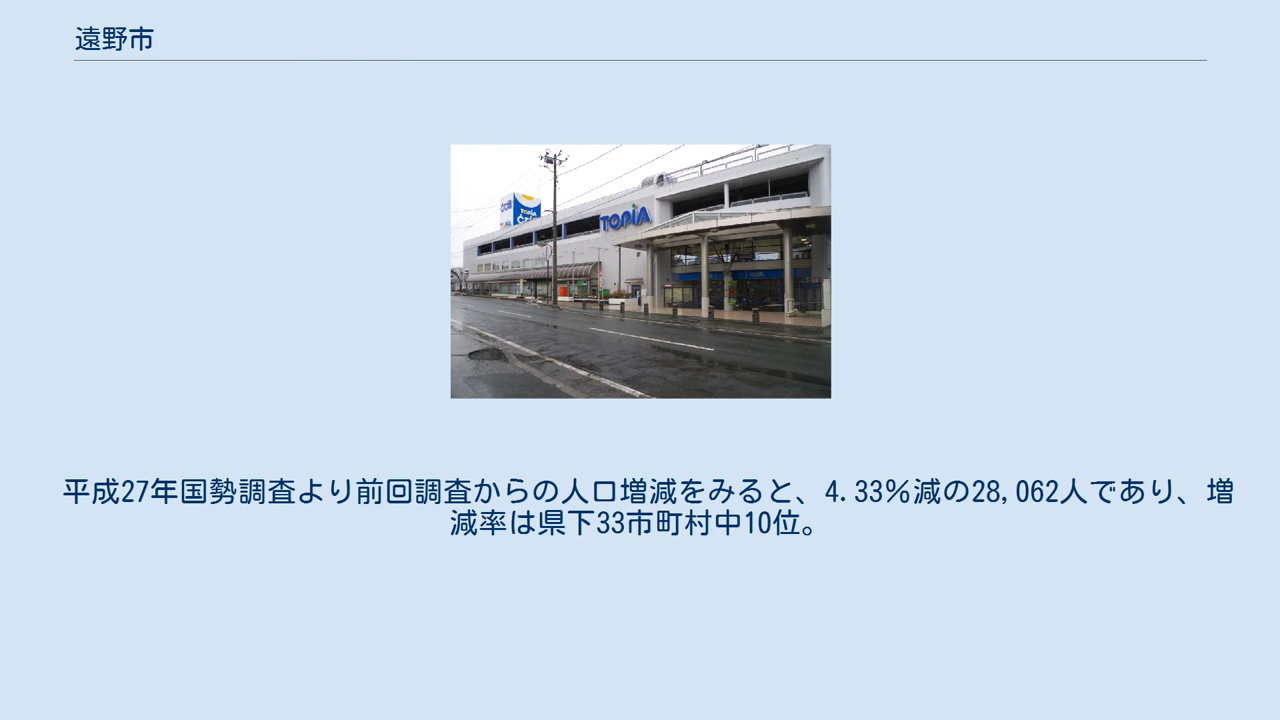 遠野市
TOPIA
TOPIA
平成27年国勢調査より前回調査からの人口増減をみると、4.33％減の28,062人であり、増
減率は県下33市町村中10位。